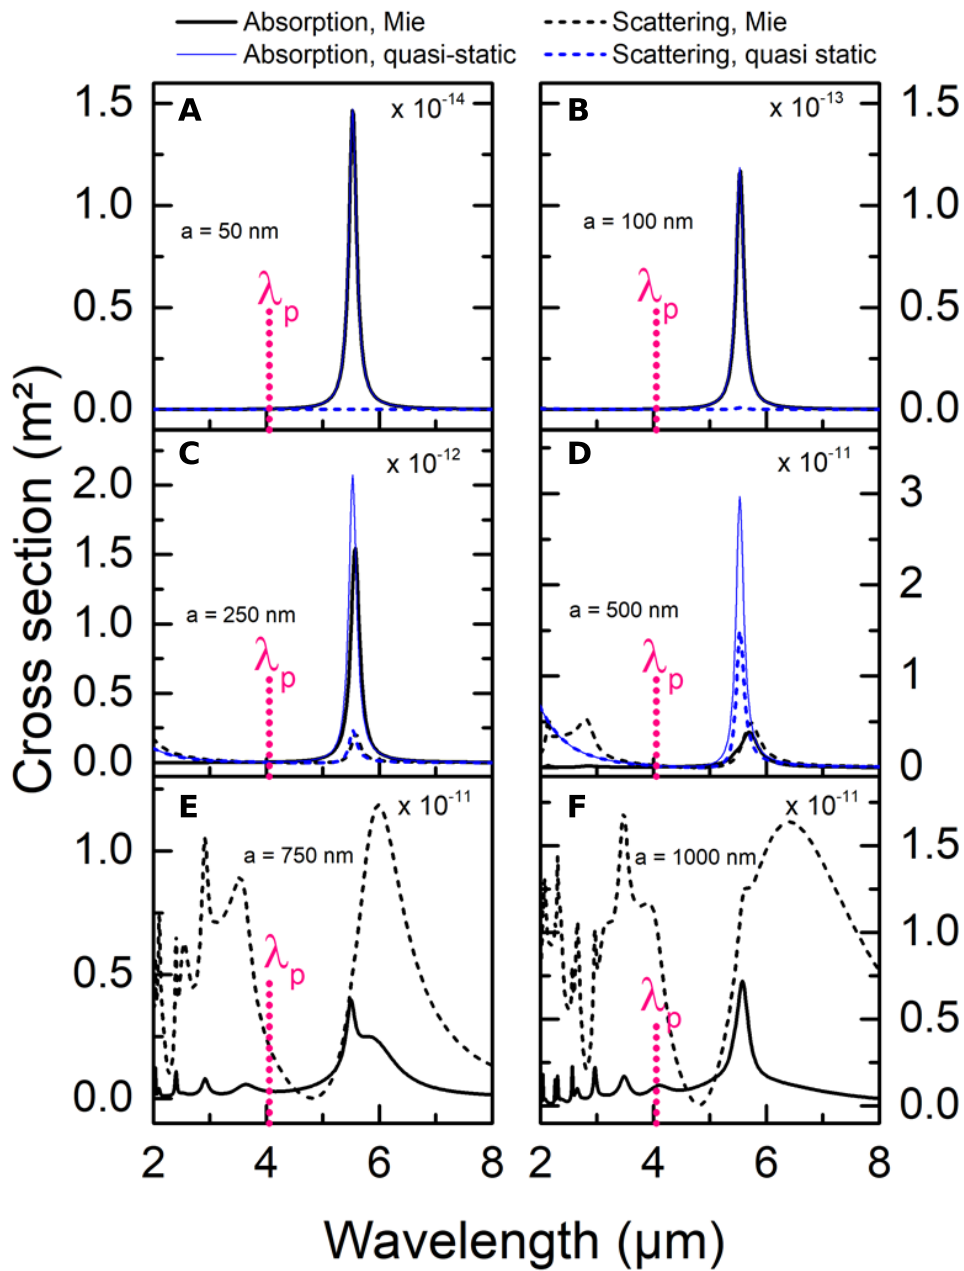 Absorption, Mie
Scattering, Mie
Absorption, quasi-static
Scattering, quasi static
A
x 10⁻¹⁴
a = 50 nm
λp
1.5
1.0
0.5
0.0
B
x 10⁻¹³
a = 100 nm
λp
1.5
1.0
0.5
0.0
C
x 10⁻¹²
a = 250 nm
λp
2.0
1.5
1.0
0.5
0.0
D
x 10⁻¹¹
a = 500 nm
λp
3
2
1
0
E
x 10⁻¹¹
a = 750 nm
λp
1.0
0.5
0.0
F
x 10⁻¹¹
a = 1000 nm
λp
1.5
1.0
0.5
0.0
2 4 6 8
2 4 6 8
Cross section (m²)
Wavelength (μm)